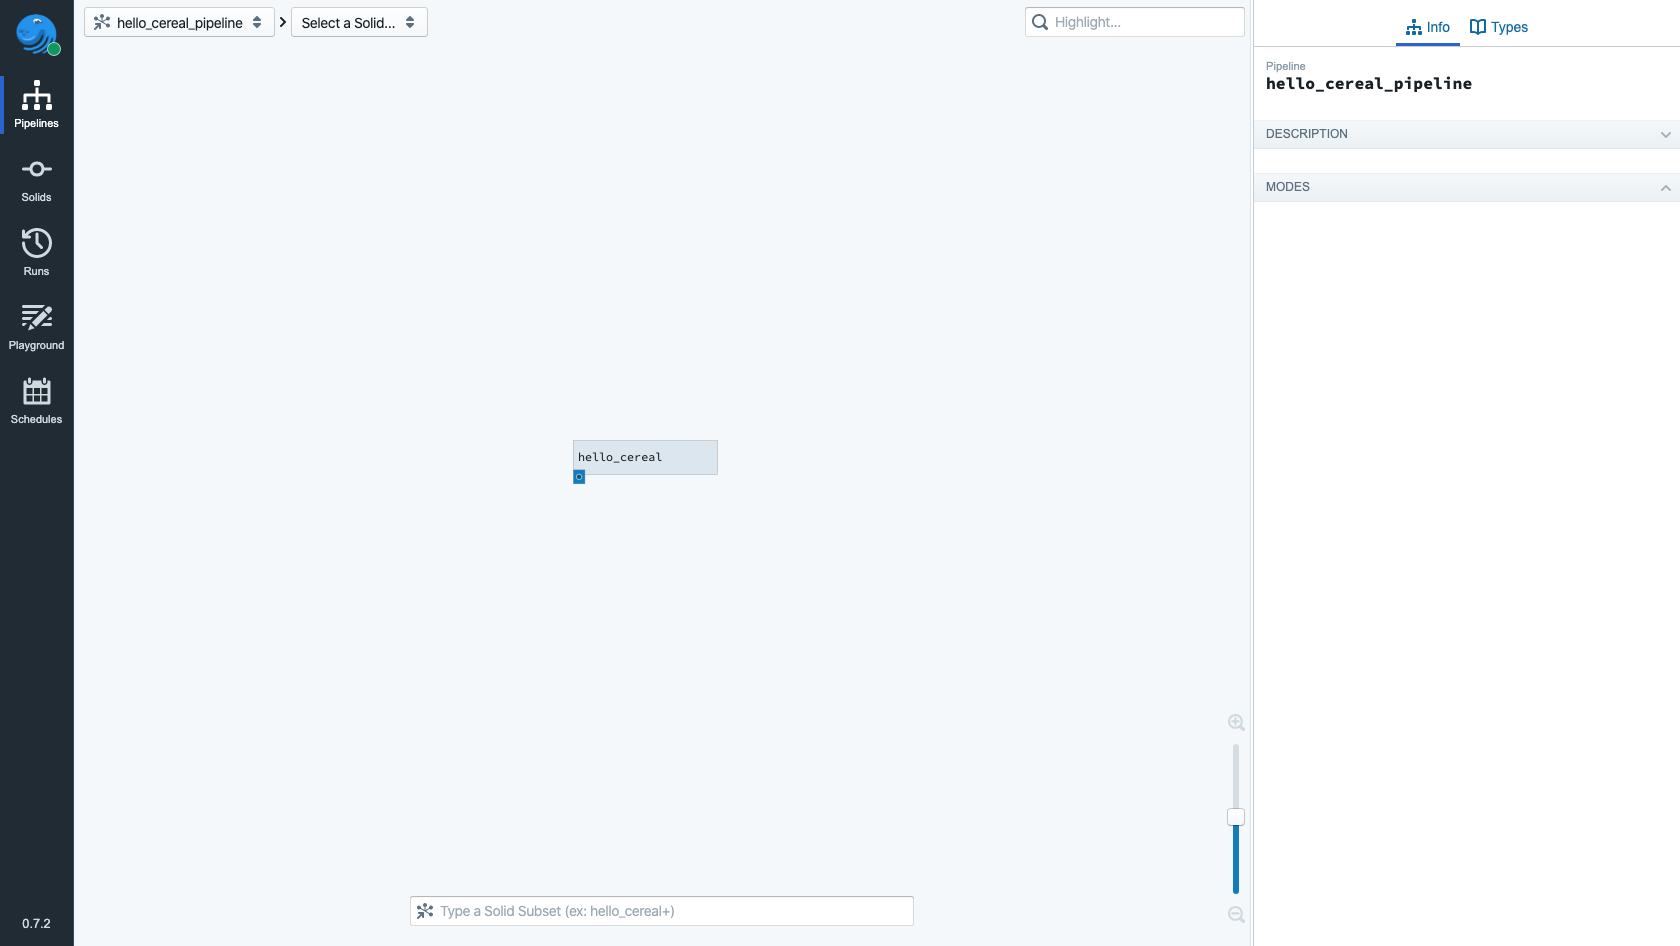 hello_cereal_pipeline
Select a Solid...
Highlight...
Info
Types
Pipelines
Solids
Runs
Playground
Schedules
0.7.2
hello_cereal
Type a Solid Subset (ex: hello_cereal+)
Pipeline
hello_cereal_pipeline
DESCRIPTION
MODES